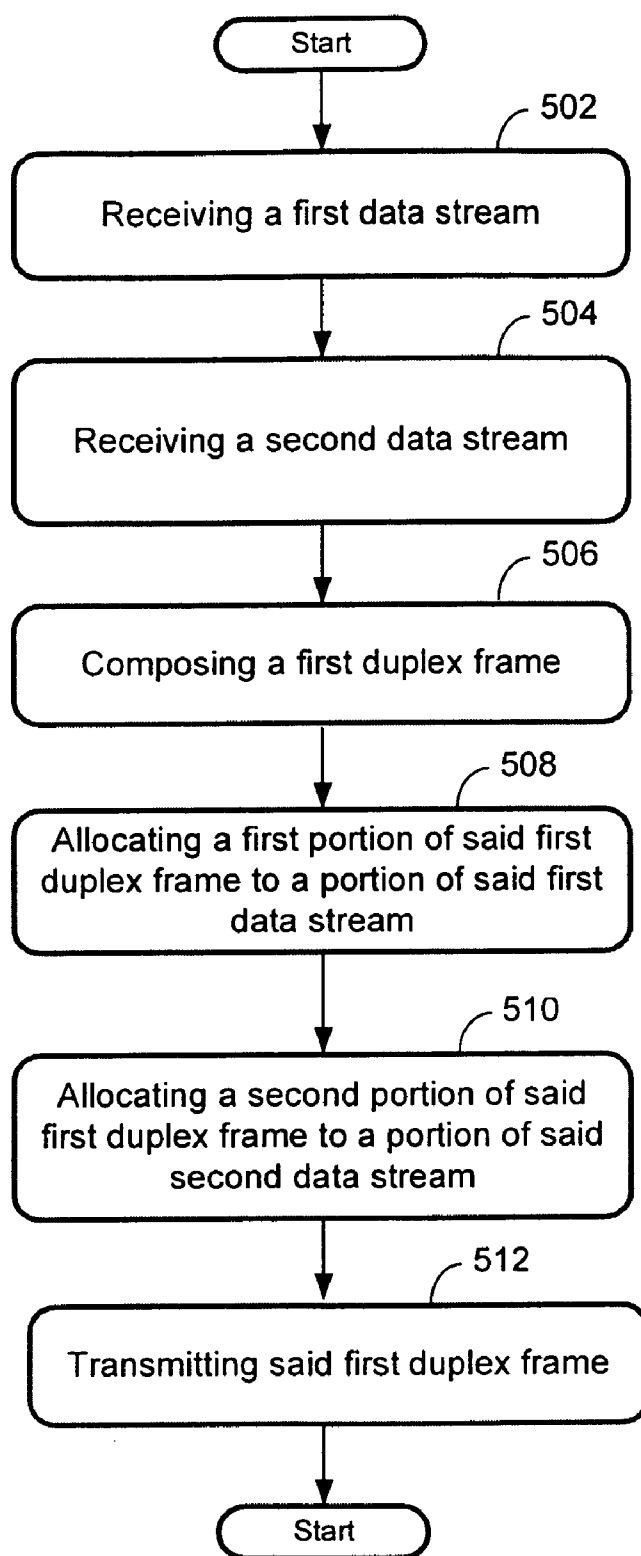 Start
502
Receiving a first data stream
504
Receiving a second data stream
506
Composing a first duplex frame
508
Allocating a first portion of said first
duplex frame to a portion of said first
data stream
510
Allocating a second portion of said
first duplex frame to a portion of said
second data stream
512
Transmitting said first duplex frame
Start